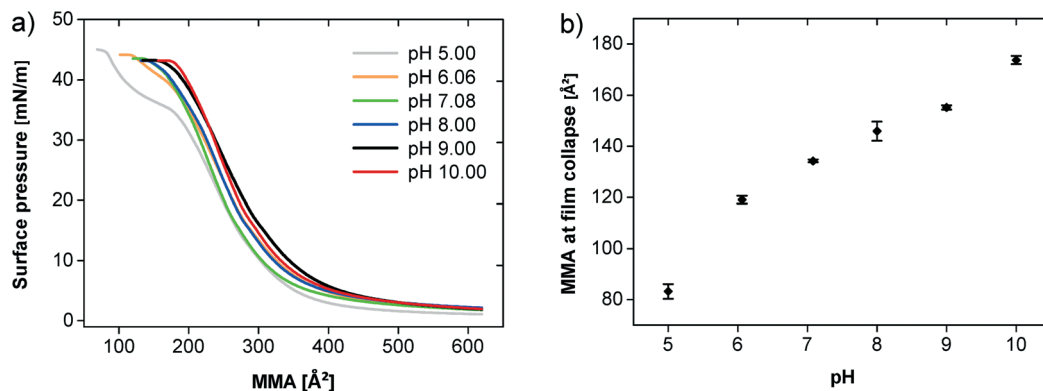 a)
50
40
30
20
10
0
Surface pressure [mN/m]
100 200 300 400 500 600
MMA [Å²]
pH 5.00
pH 6.06
pH 7.08
pH 8.00
pH 9.00
pH 10.00
b)
180
160
140
120
100
80
MMA at film collapse [Å²]
5 6 7 8 9 10
pH